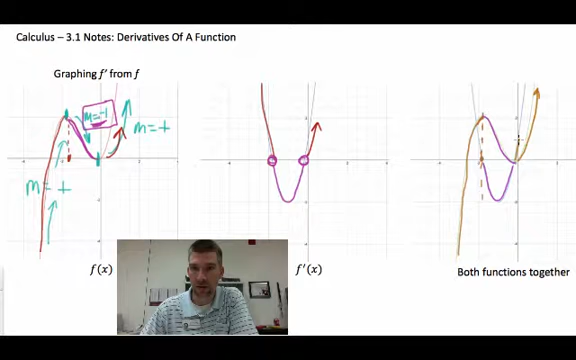 Calculus – 3.1 Notes: Derivatives Of A Function
Graphing f' from f
m=-1
m=+
m=+
f(x)
f'(x)
Both functions together